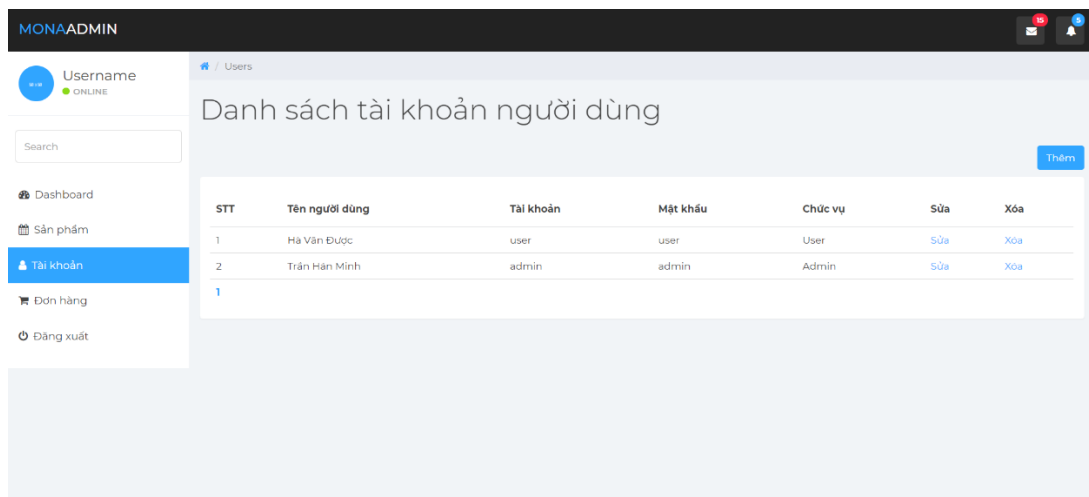 MONAADMIN
15
5
Username
ONLINE
/ Users
Danh sách tài khoản người dùng
Search
Thêm
Dashboard
Sản phẩm
Tài khoản
Đơn hàng
Đăng xuất
STT Tên người dùng Tài khoản Mật khẩu Chức vụ Sửa Xóa
1 Hà Văn Được user user User Sửa Xóa
2 Trần Hán Minh admin admin Admin Sửa Xóa
1